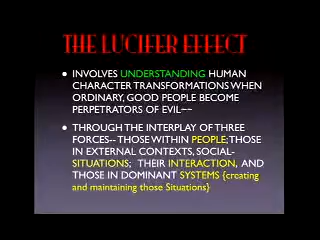 THE LUCIFER EFFECT
• INVOLVES UNDERSTANDING HUMAN
CHARACTER TRANSFORMATIONS WHEN
ORDINARY, GOOD PEOPLE BECOME
PERPETRATORS OF EVIL~~
• THROUGH THE INTERPLAY OF THREE
FORCES-- THOSE WITHIN PEOPLE; THOSE
IN EXTERNAL CONTEXTS, SOCIAL-
SITUATIONS; THEIR INTERACTION, AND
THOSE IN DOMINANT SYSTEMS {creating
and maintaining those Situations}